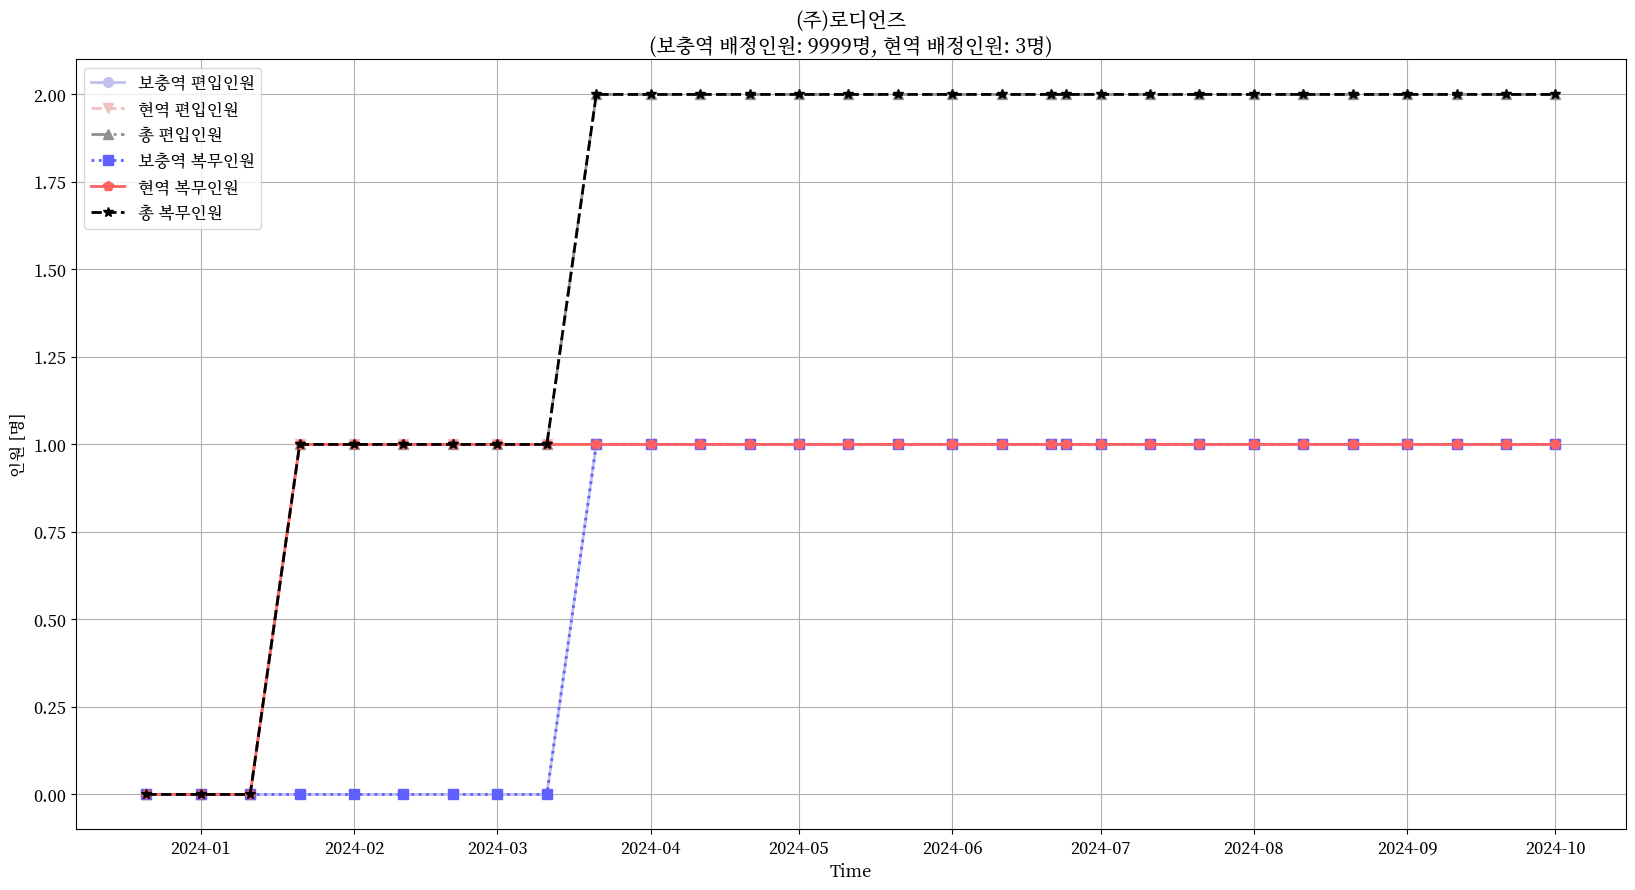 (주)로디언즈
(보충역 배정인원: 9999명, 현역 배정인원: 3명)
보충역 편입인원
현역 편입인원
총 편입인원
보충역 복무인원
현역 복무인원
총 복무인원
2.00
1.75
1.50
1.25
1.00
0.75
0.50
0.25
0.00
인원 [명]
2024-01 2024-02 2024-03 2024-04 2024-05 2024-06 2024-07 2024-08 2024-09 2024-10
Time